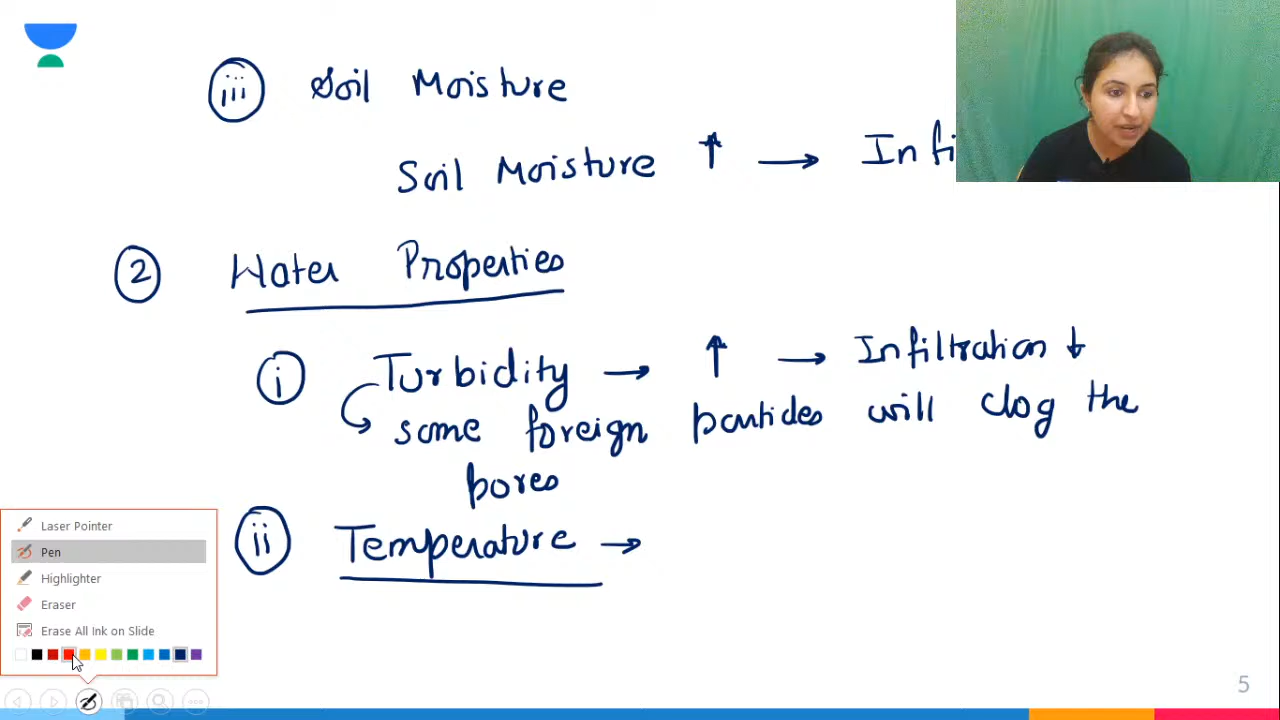 iii Soil Moisture
Soil Moisture ↑ → Infi
2 Water Properties
i Turbidity → ↑ → Infiltration ↓
some foreign particles will clog the
pores
ii Temperature →
Laser Pointer
Pen
Highlighter
Eraser
Erase All Ink on Slide
5